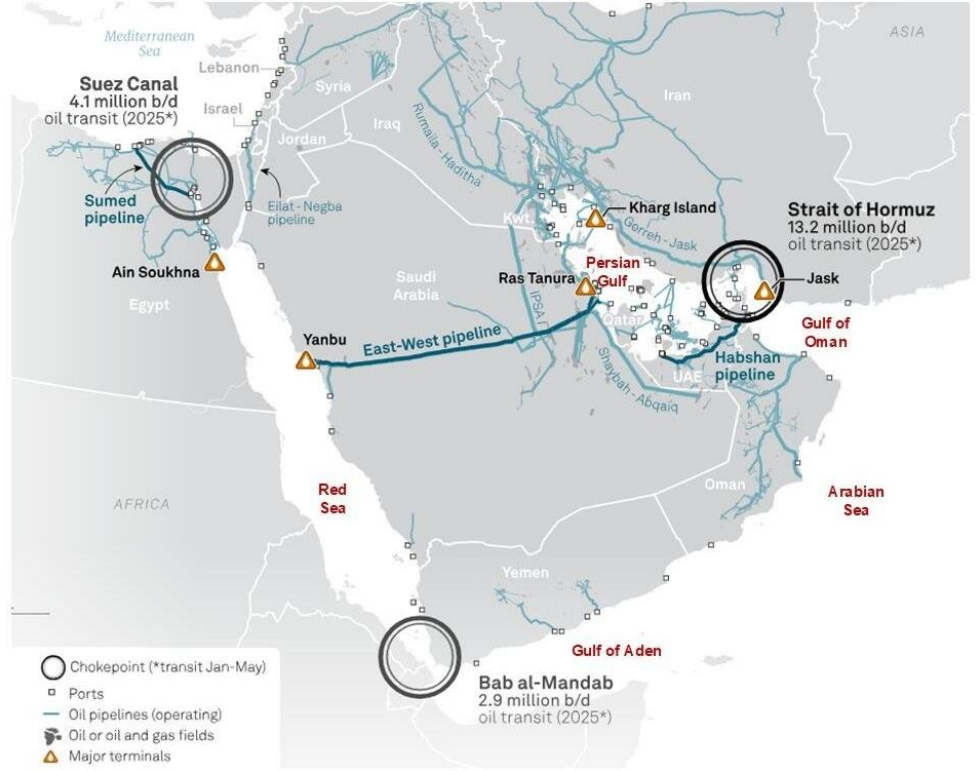 Mediterranean
Sea
ASIA
Lebanon
Suez Canal
4.1 million b/d
oil transit (2025*)
Syria
Iran
Israel
Iraq
Jordan
Rumaila - Haditha
Sumed
pipeline
Eilat - Negba
pipeline
Kwt.
Kharg Island
Gerreh - Jask
Strait of Hormuz
13.2 million b/d
oil transit (2025*)
Ain Soukhna
Egypt
Saudi
Arabia
Ras Tanura
Persian
Gulf
Jask
IPSA I
Qatar
Gulf of
Oman
Yanbu
East-West pipeline
Habshan
pipeline
UAE
Shaybah - Abqaiq
Oman
Red
Sea
Arabian
Sea
AFRICA
Yemen
Gulf of Aden
Bab al-Mandab
2.9 million b/d
oil transit (2025*)
Chokepoint (*transit Jan-May)
Ports
Oil pipelines (operating)
Oil or oil and gas fields
Major terminals